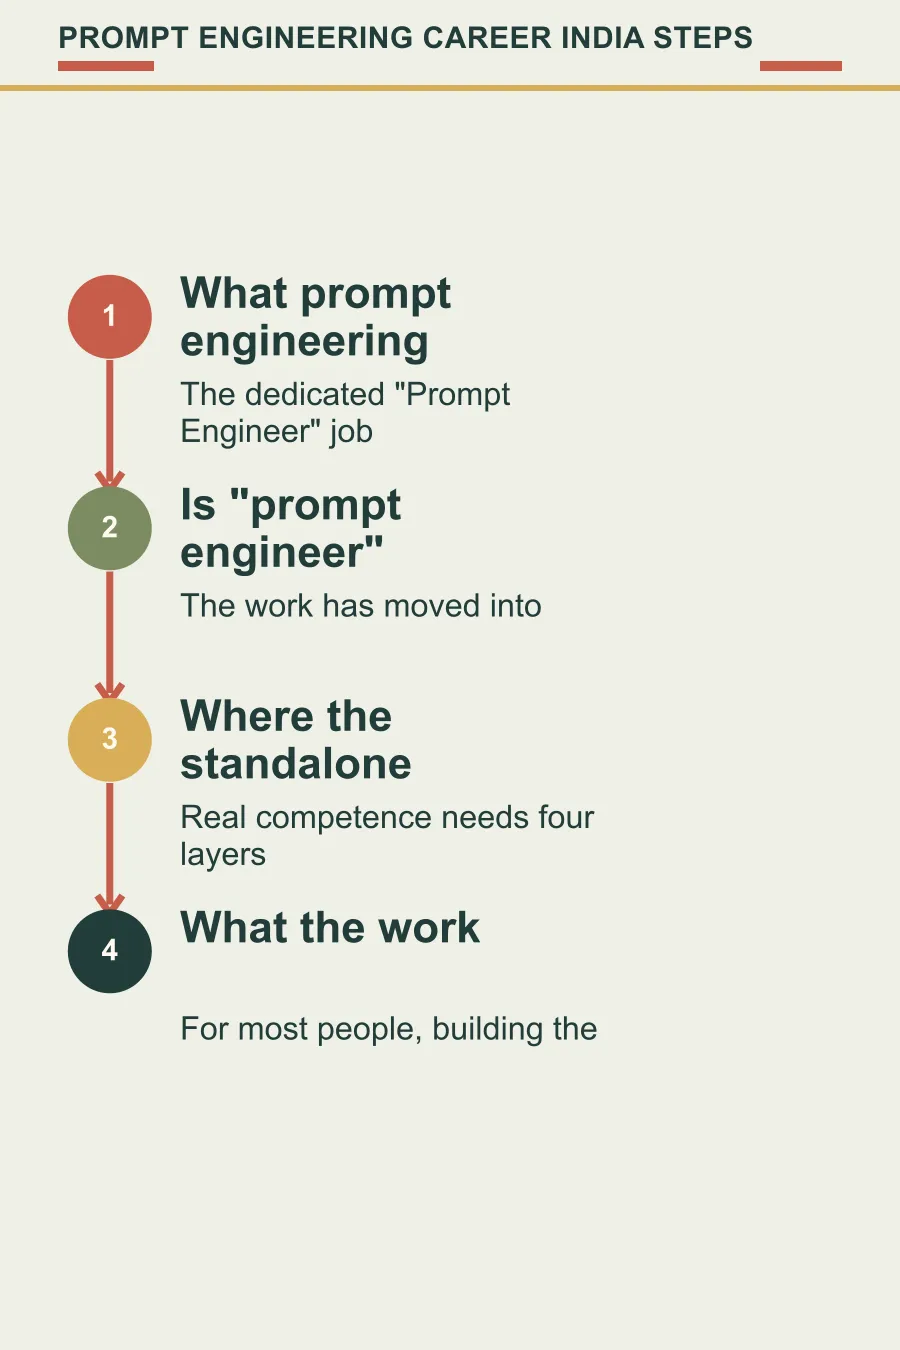 PROMPT ENGINEERING CAREER INDIA STEPS
1
What prompt
engineering
The dedicated "Prompt
Engineer" job
2
Is "prompt
engineer"
The work has moved into
3
Where the
standalone
Real competence needs four
layers
4
What the work
For most people, building the